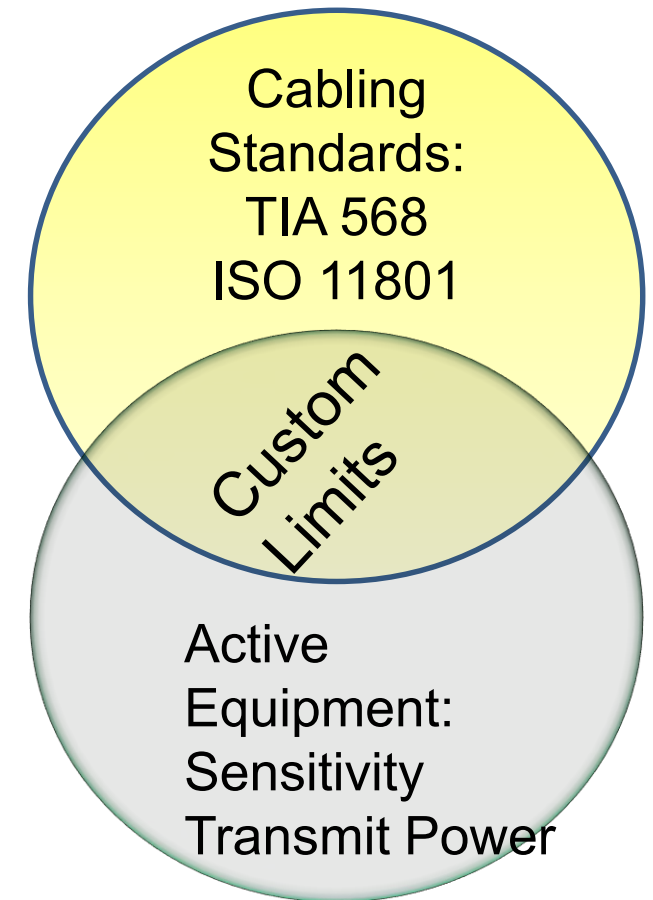 Cabling
Standards:
TIA 568
ISO 11801
Custom
Limits
Active
Equipment:
Sensitivity
Transmit Power